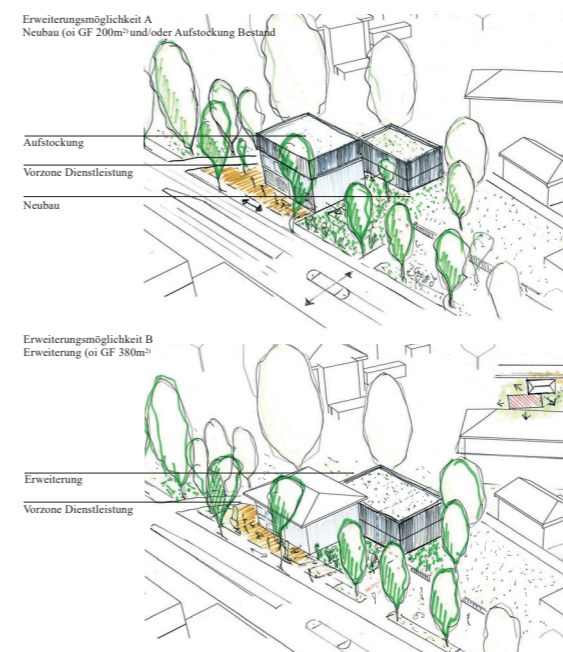 Erweiterungsmöglichkeit A
Neubau (oi GF 200m²⁾ und/oder Aufstockung Bestand
Aufstockung
Vorzone Dienstleistung
Neubau
Erweiterungsmöglichkeit B
Erweiterung (oi GF 380m²⁾
Erweiterung
Vorzone Dienstleistung